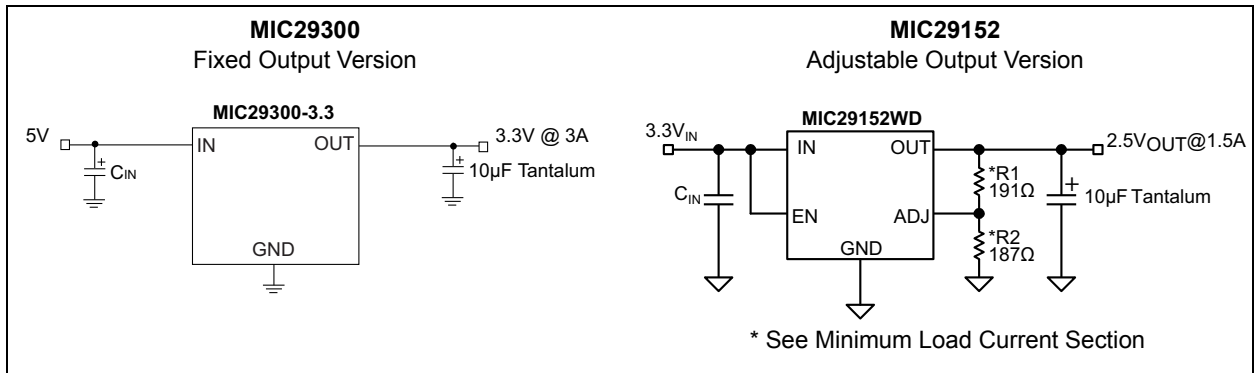 MIC29300
Fixed Output Version
MIC29300-3.3
5V
IN
OUT
3.3V @ 3A
+
CIN
+
10µF Tantalum
GND
MIC29152
Adjustable Output Version
MIC29152WD
3.3VIN
IN
OUT
2.5VOUT@1.5A
*R1
191Ω
CIN
+
10µF Tantalum
EN
ADJ
*R2
187Ω
GND
* See Minimum Load Current Section